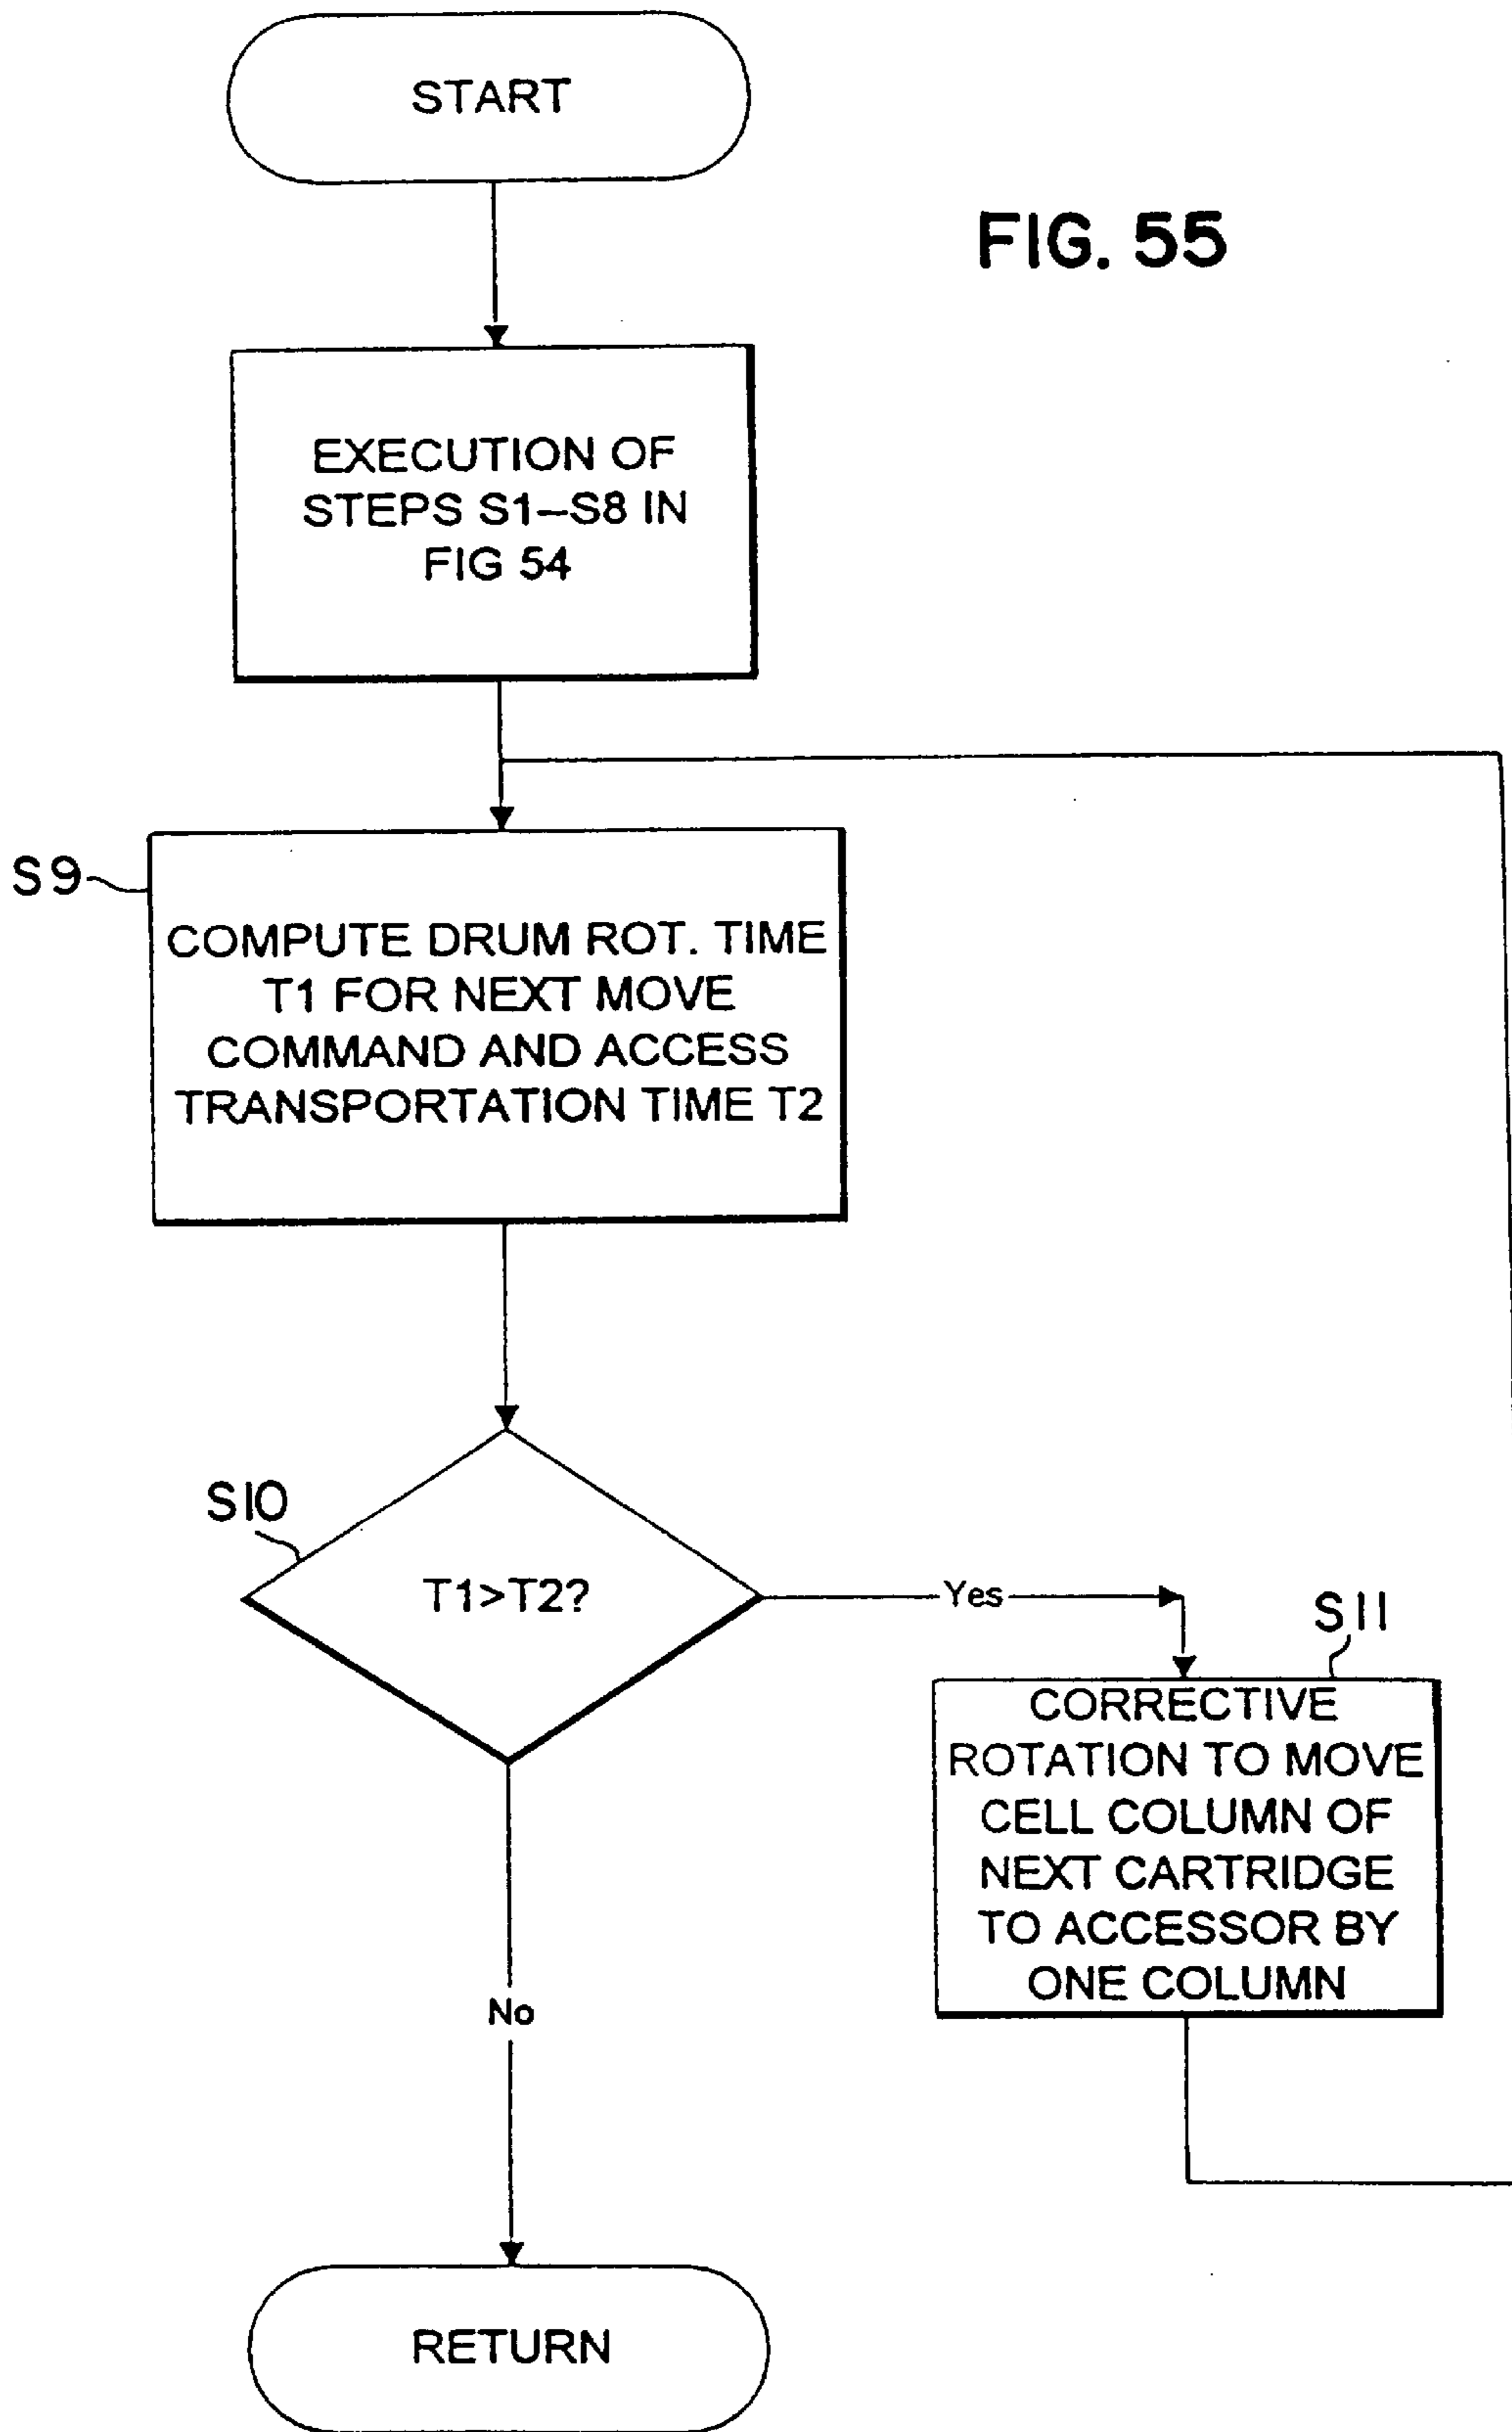 START
FIG. 55
EXECUTION OF
STEPS S1–S8 IN
FIG 54
S9
COMPUTE DRUM ROT. TIME
T1 FOR NEXT MOVE
COMMAND AND ACCESS
TRANSPORTATION TIME T2
S10
T1>T2?
Yes
S11
CORRECTIVE
ROTATION TO MOVE
CELL COLUMN OF
NEXT CARTRIDGE
TO ACCESSOR BY
ONE COLUMN
No
RETURN